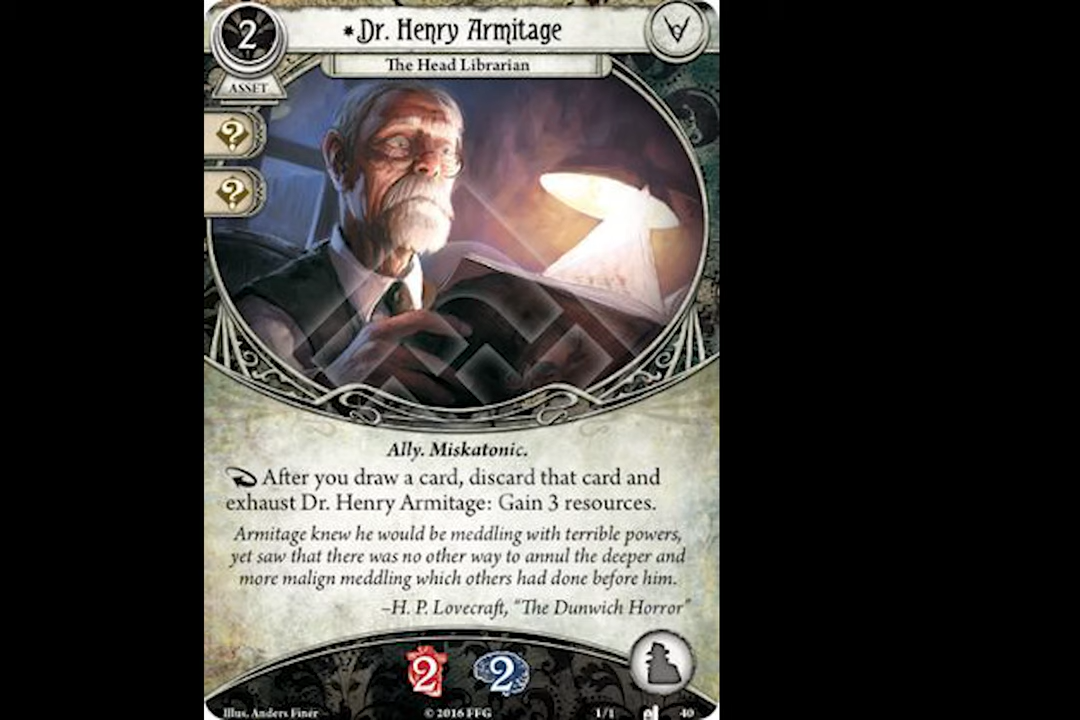 2
Dr. Henry Armitage
The Head Librarian
ASSET
?
?
Ally. Miskatonic.
After you draw a card, discard that card and
exhaust Dr. Henry Armitage: Gain 3 resources.
Armitage knew he would be meddling with terrible powers,
yet saw that there was no other way to annul the deeper and
more malign meddling which others had done before him.
–H. P. Lovecraft, “The Dunwich Horror”
2 2
Illus. Anders Finér © 2016 FFG 1/1 40